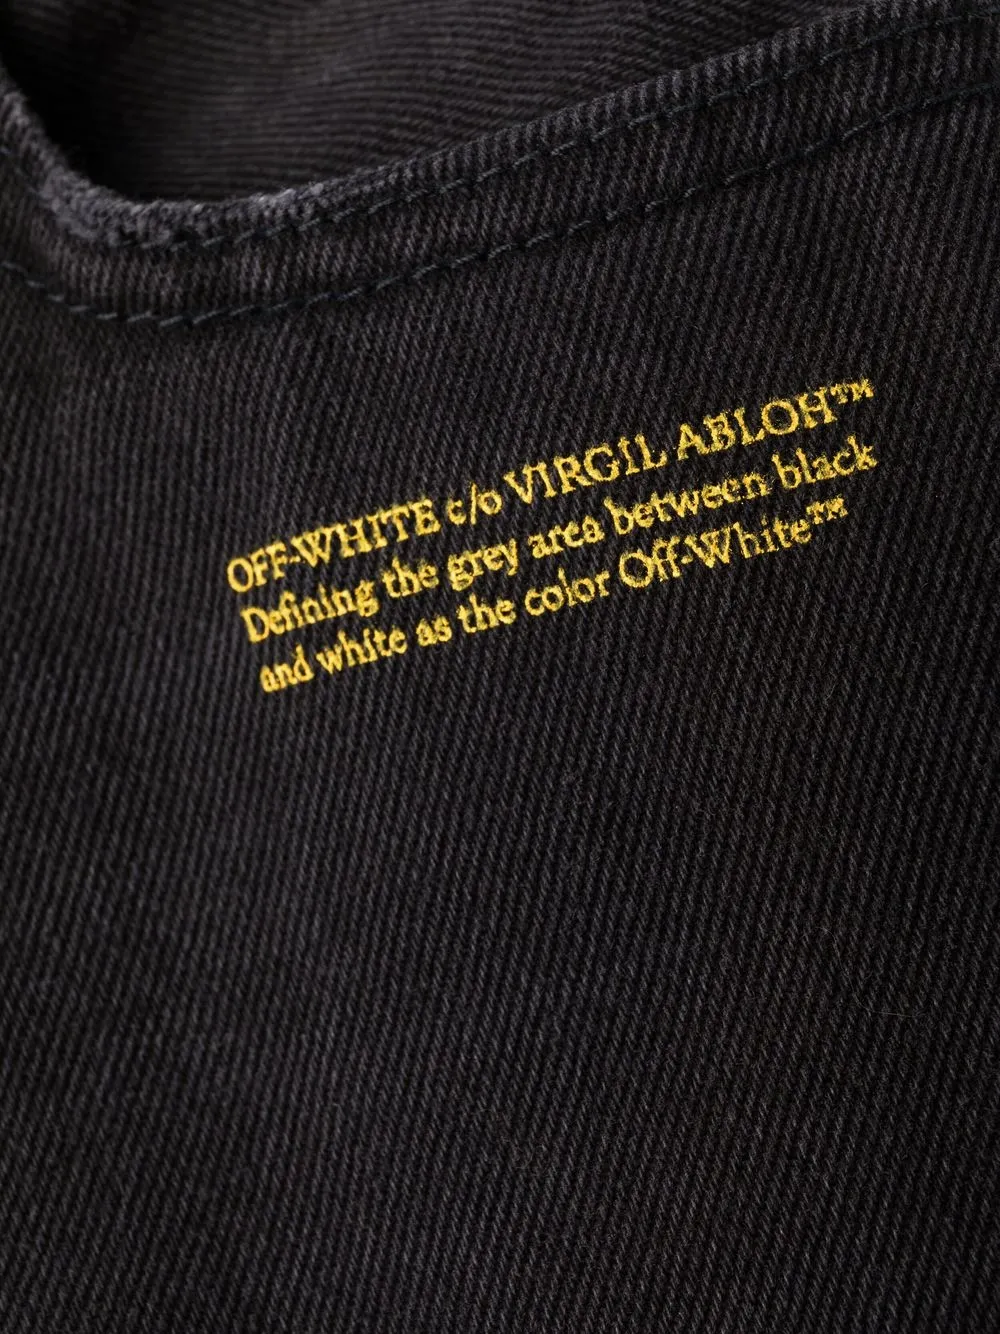 OFF-WHITE c/o VIRGIL ABLOH™
Defining the grey area between black
and white as the color Off-White™